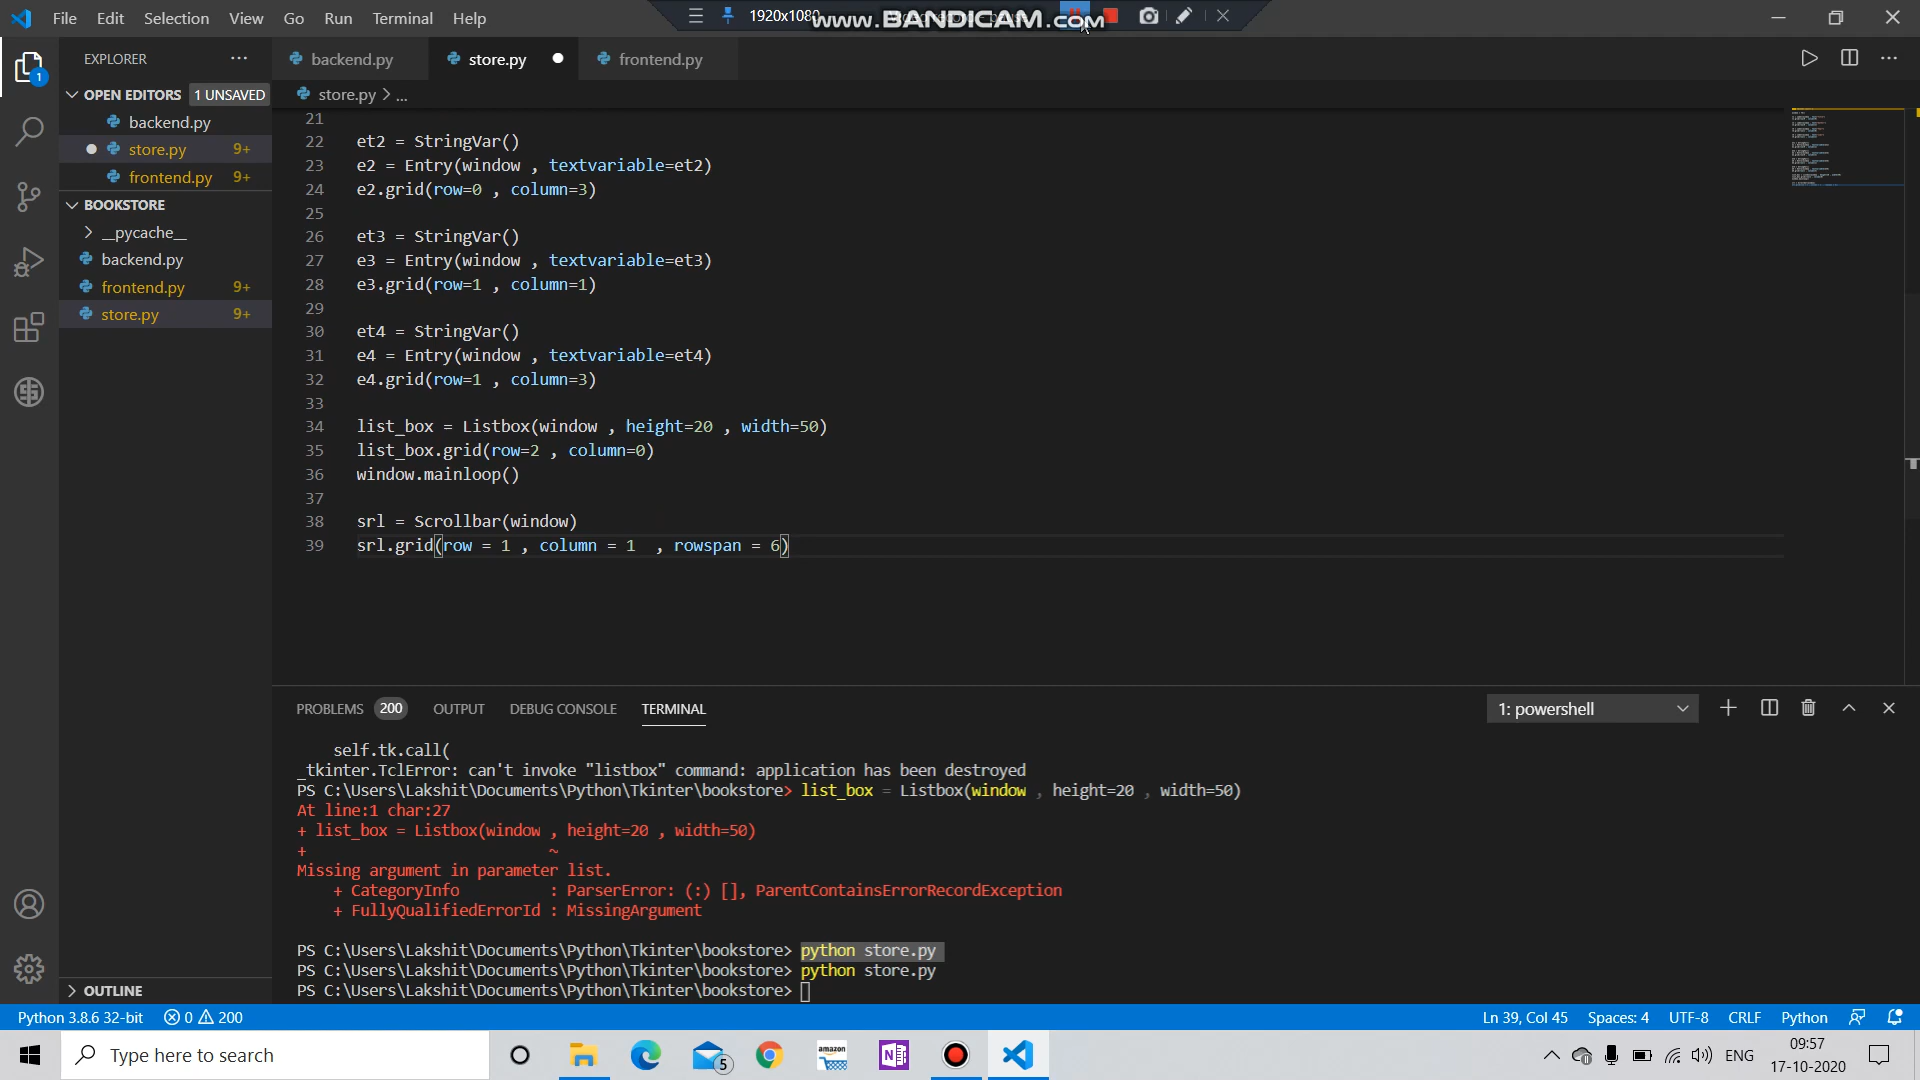 File Edit Selection View Go Run Terminal Help
1920x1080
www.BANDICAM.com
EXPLORER
backend.py store.py frontend.py
OPEN EDITORS 1 UNSAVED
store.py > ...
backend.py
store.py 9+
frontend.py 9+
BOOKSTORE
__pycache__
backend.py
frontend.py 9+
store.py 9+
21
22 et2 = StringVar()
23 e2 = Entry(window , textvariable=et2)
24 e2.grid(row=0 , column=3)
25
26 et3 = StringVar()
27 e3 = Entry(window , textvariable=et3)
28 e3.grid(row=1 , column=1)
29
30 et4 = StringVar()
31 e4 = Entry(window , textvariable=et4)
32 e4.grid(row=1 , column=3)
33
34 list_box = Listbox(window , height=20 , width=50)
35 list_box.grid(row=2 , column=0)
36 window.mainloop()
37
38 srl = Scrollbar(window)
39 srl.grid(row = 1 , column = 1  , rowspan = 6)
PROBLEMS 200 OUTPUT DEBUG CONSOLE TERMINAL
1: powershell
self.tk.call(
_tkinter.TclError: can't invoke "listbox" command: application has been destroyed
PS C:\Users\Lakshit\Documents\Python\Tkinter\bookstore> list_box = Listbox(window , height=20 , width=50)
At line:1 char:27
+ list_box = Listbox(window , height=20 , width=50)
+                           ~
Missing argument in parameter list.
+ CategoryInfo          : ParserError: (:) [], ParentContainsErrorRecordException
+ FullyQualifiedErrorId : MissingArgument
PS C:\Users\Lakshit\Documents\Python\Tkinter\bookstore> python store.py
PS C:\Users\Lakshit\Documents\Python\Tkinter\bookstore> python store.py
PS C:\Users\Lakshit\Documents\Python\Tkinter\bookstore>
OUTLINE
Python 3.8.6 32-bit 0 200
Ln 39, Col 45 Spaces: 4 UTF-8 CRLF Python
Type here to search
amazon
5
ENG
09:57
17-10-2020